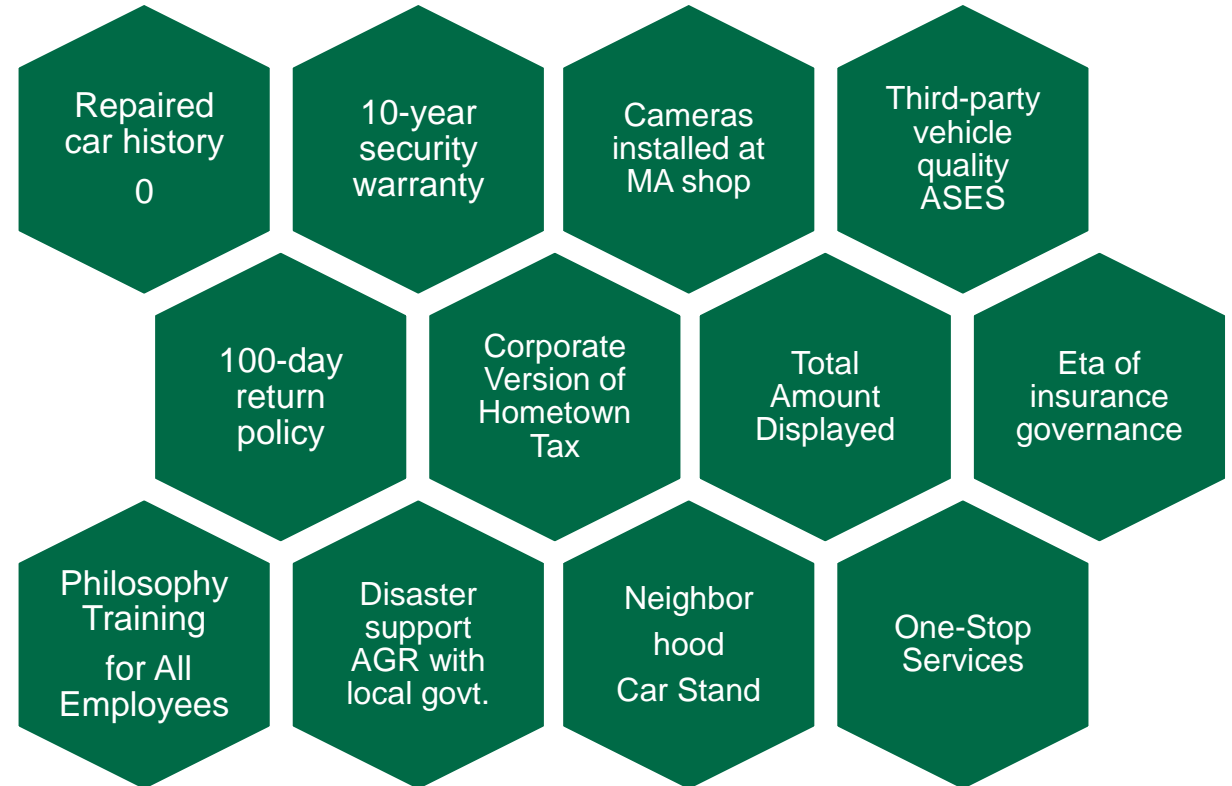 Repaired
car history
0
10-year
security
warranty
Cameras
installed at
MA shop
Third-party
vehicle
quality
ASES
100-day
return
policy
Corporate
Version of
Hometown
Tax
Total
Amount
Displayed
Eta of
insurance
governance
Philosophy
Training
for All
Employees
Disaster
support
AGR with
local govt.
Neighbor
hood
Car Stand
One-Stop
Services